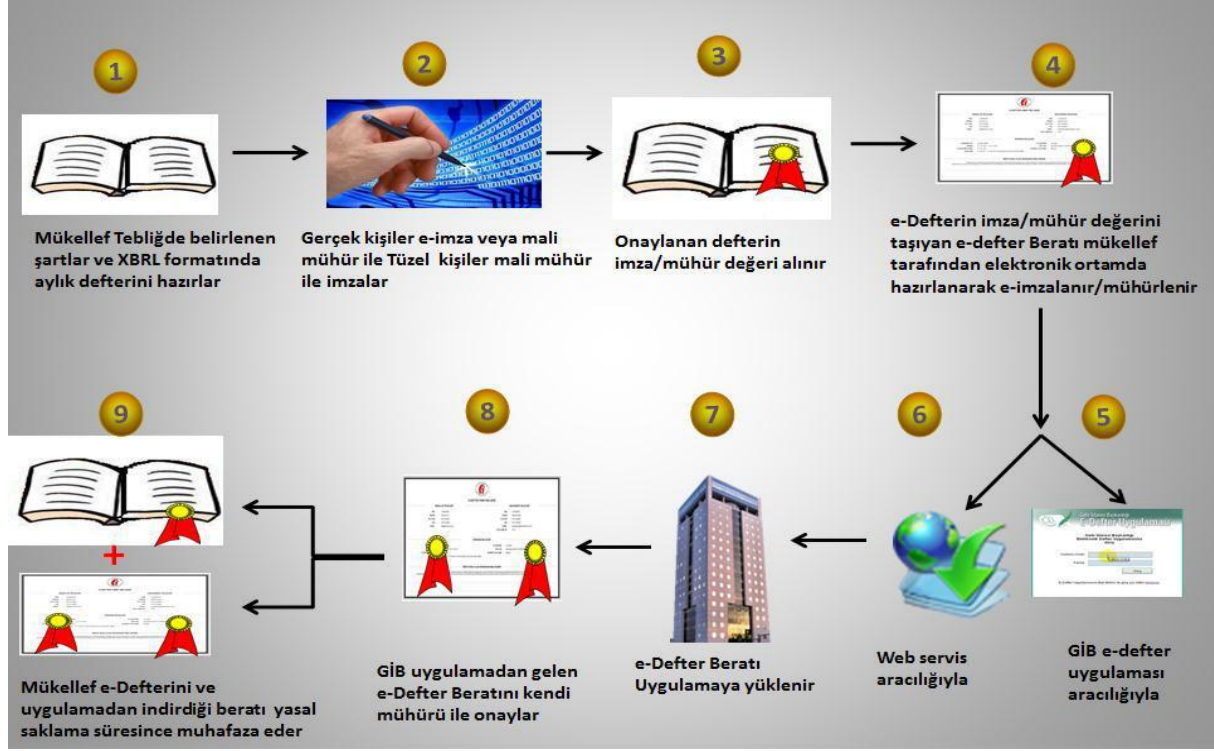 1
2
3
4
Mükellef Tebliğde belirlenen
şartlar ve XBRL formatında
aylık defterini hazırlar
Gerçek kişiler e-imza veya mali
mühür ile Tüzel kişiler mali mühür
ile imzalar
Onaylanan defterin
imza/mühür değeri alınır
e-Defterin imza/mühür değerini
taşıyan e-defter Beratı mükellef
tarafından elektronik ortamda
hazırlanarak e-imzalanır/mühürlenir
5
GİB e-defter
uygulaması
aracılığıyla
6
Web servis
aracılığıyla
7
e-Defter Beratı
Uygulamaya yüklenir
8
GİB uygulamadan gelen
e-Defter Beratını kendi
mühürü ile onaylar
9
+
Mükellef e-Defterini ve
uygulamadan indirdiği beratı yasal
saklama süresince muhafaza eder
Gelir İdaresi Başkanlığı
E-Defter Uygulaması